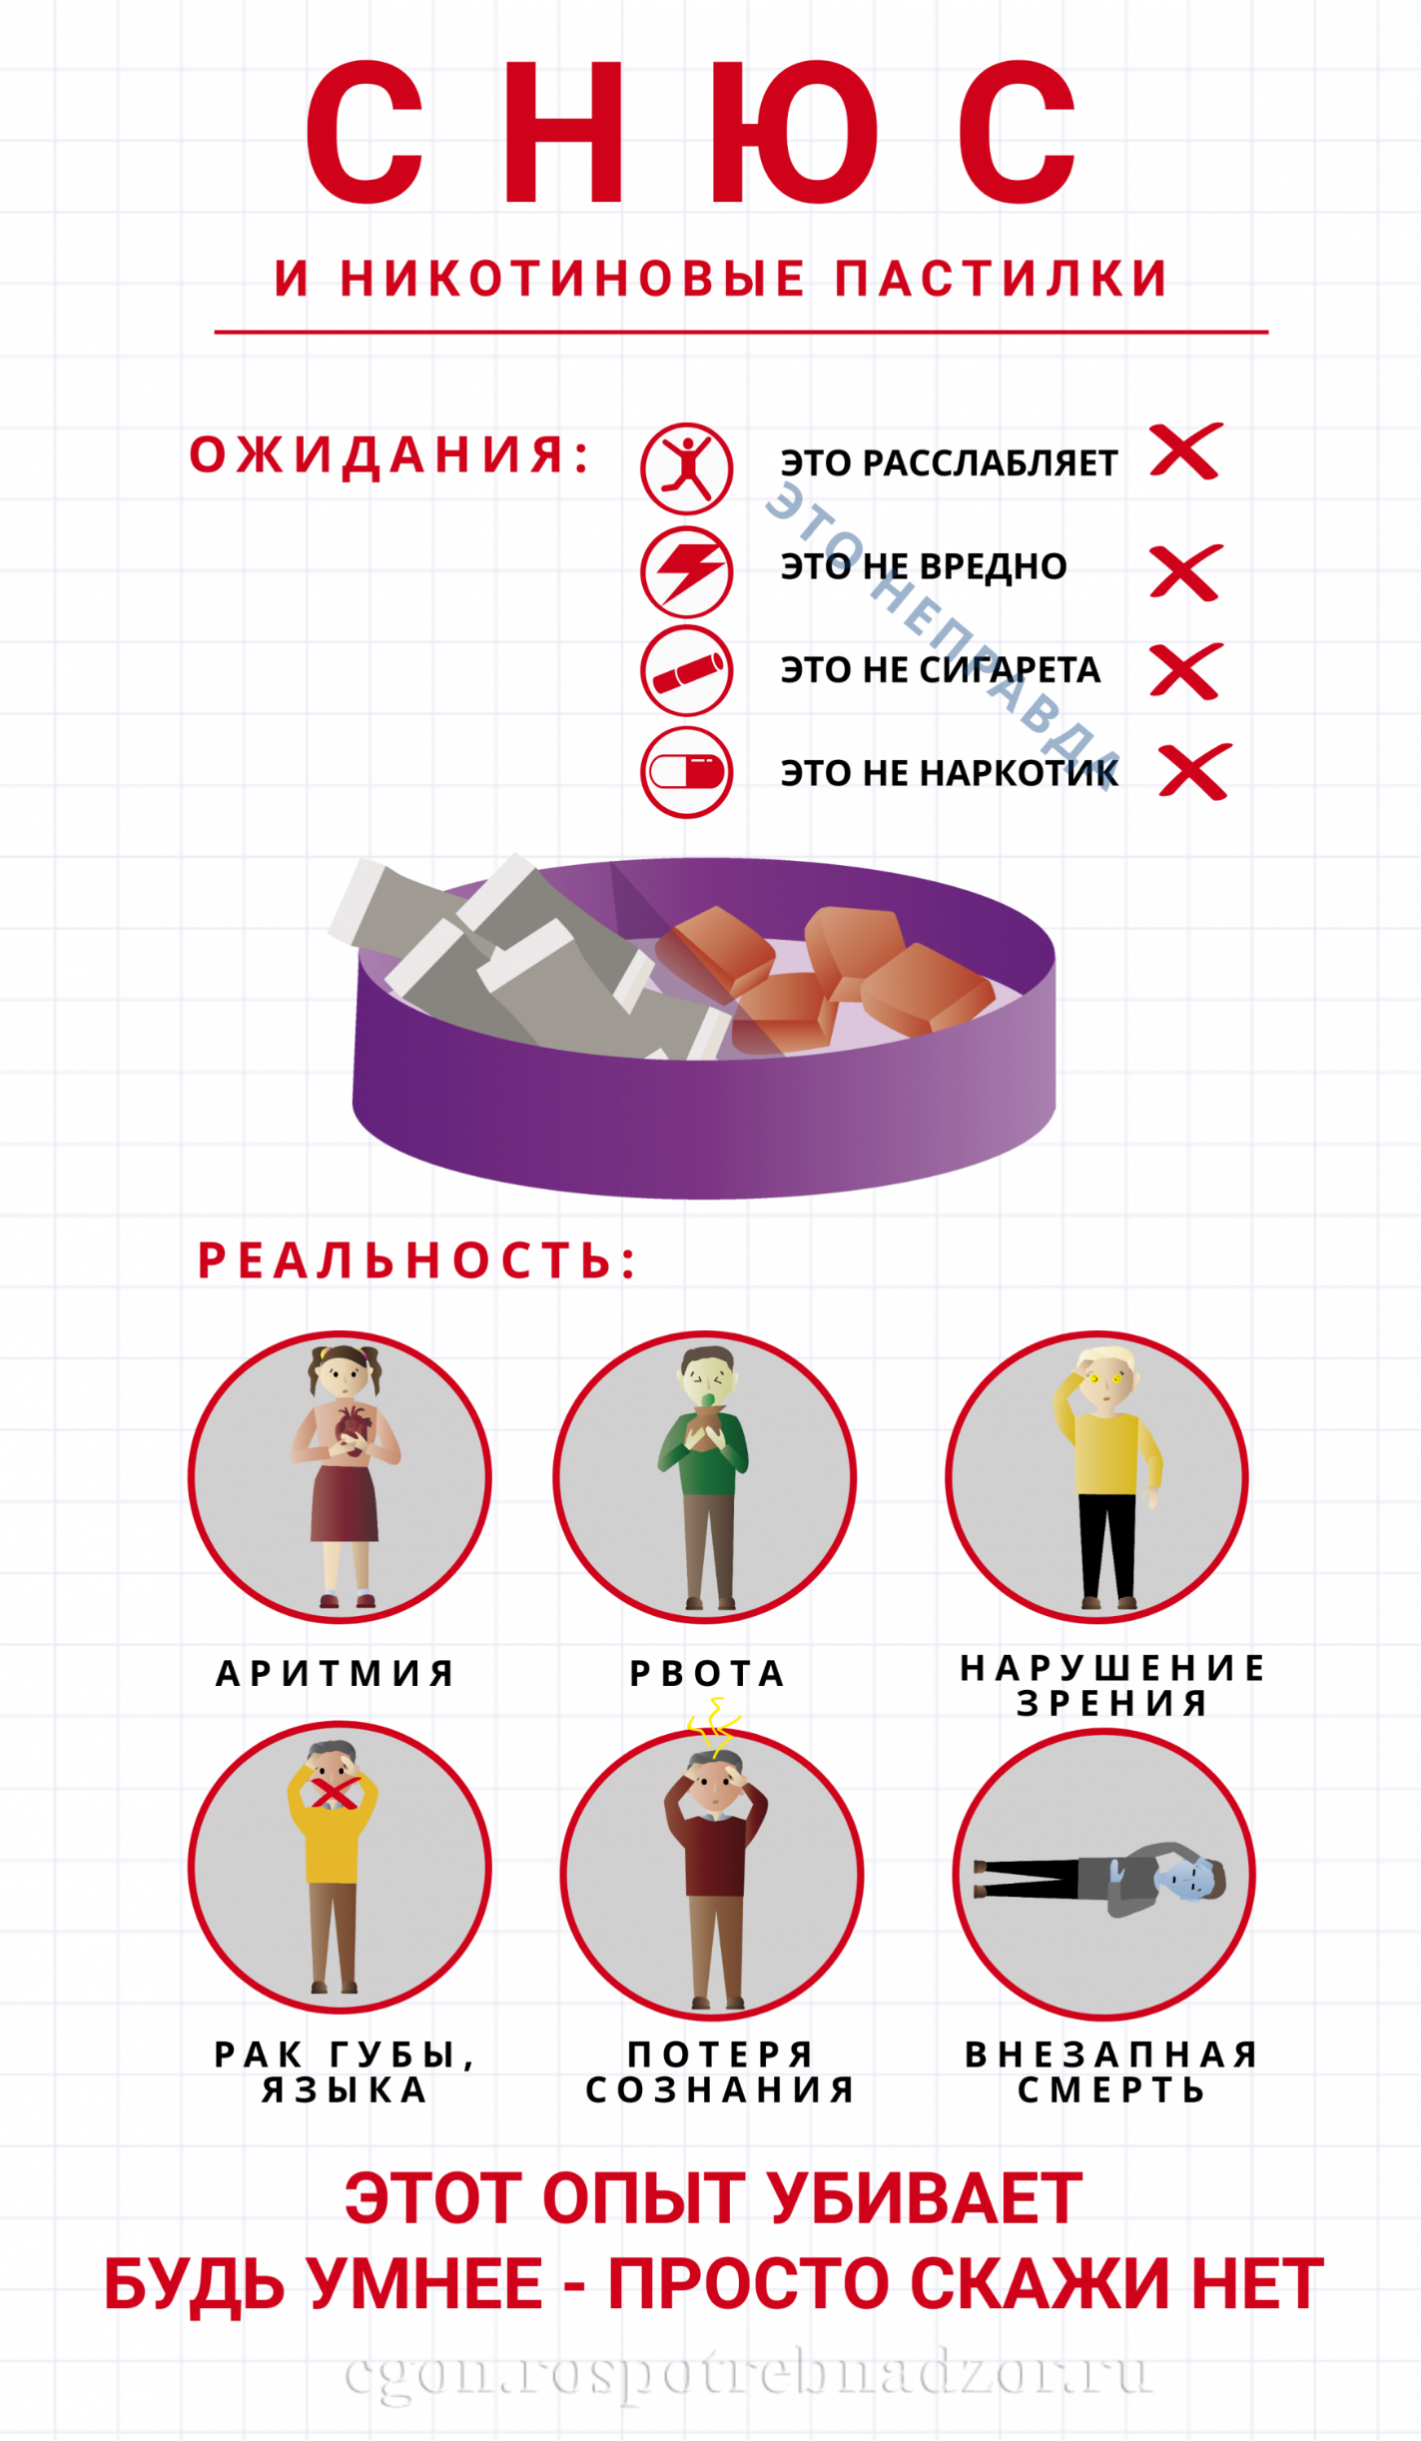 СНЮС
И НИКОТИНОВЫЕ ПАСТИЛКИ
ОЖИДАНИЯ:
ЭТО РАССЛАБЛЯЕТ
ЭТО НЕ ВРЕДНО
ЭТО НЕ СИГАРЕТА
ЭТО НЕ НАРКОТИК
ЭТО НЕПРАВДА
РЕАЛЬНОСТЬ:
АРИТМИЯ
РВОТА
НАРУШЕНИЕ
ЗРЕНИЯ
РАК ГУБЫ,
ЯЗЫКА
ПОТЕРЯ
СОЗНАНИЯ
ВНЕЗАПНАЯ
СМЕРТЬ
ЭТОТ ОПЫТ УБИВАЕТ
БУДЬ УМНЕЕ - ПРОСТО СКАЖИ НЕТ
cgon.rospotrebnadzor.ru